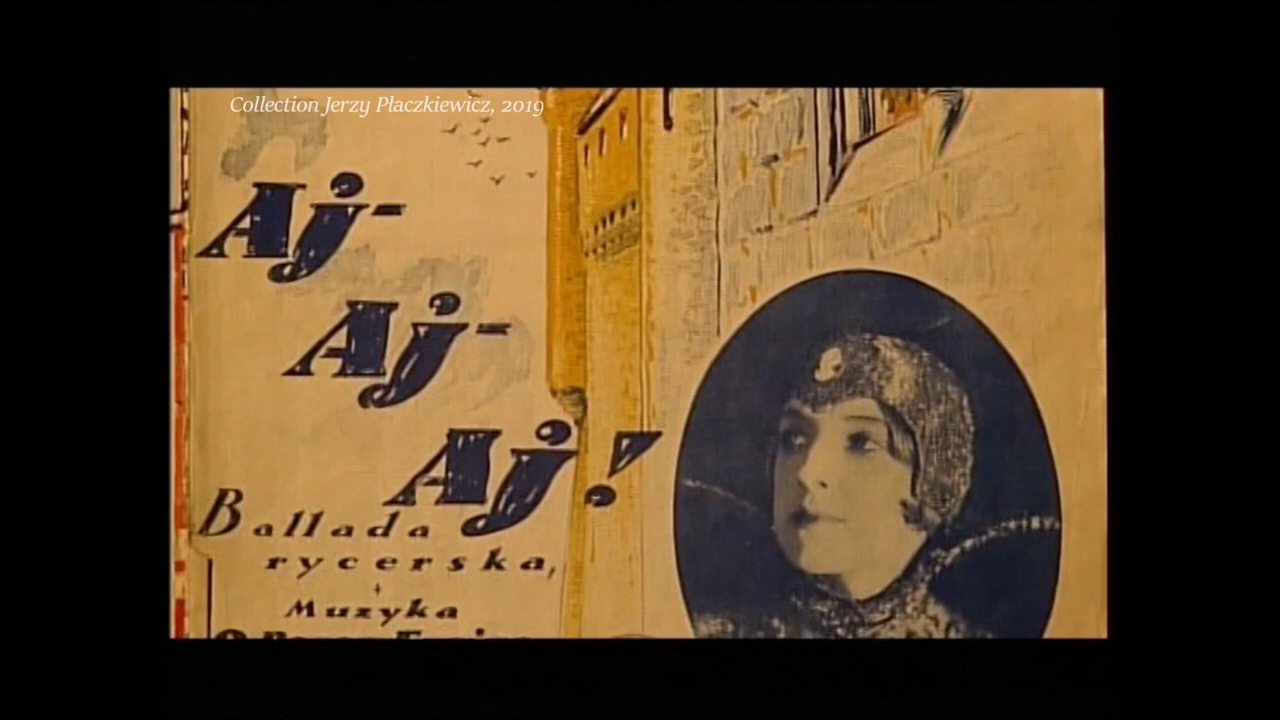 Collection Jerzy Płaczkiewicz, 2019
Aj-
Aj-
Aj!
Ballada
rycerska,
Muzyka